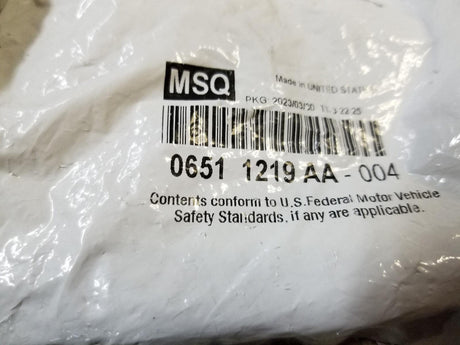 MSQ
Made in UNITED STATES
PKG: 2023/03/30
0651 1219 AA - 004
Contents conform to U.S. Federal Motor Vehicle
Safety Standards, if any are applicable.